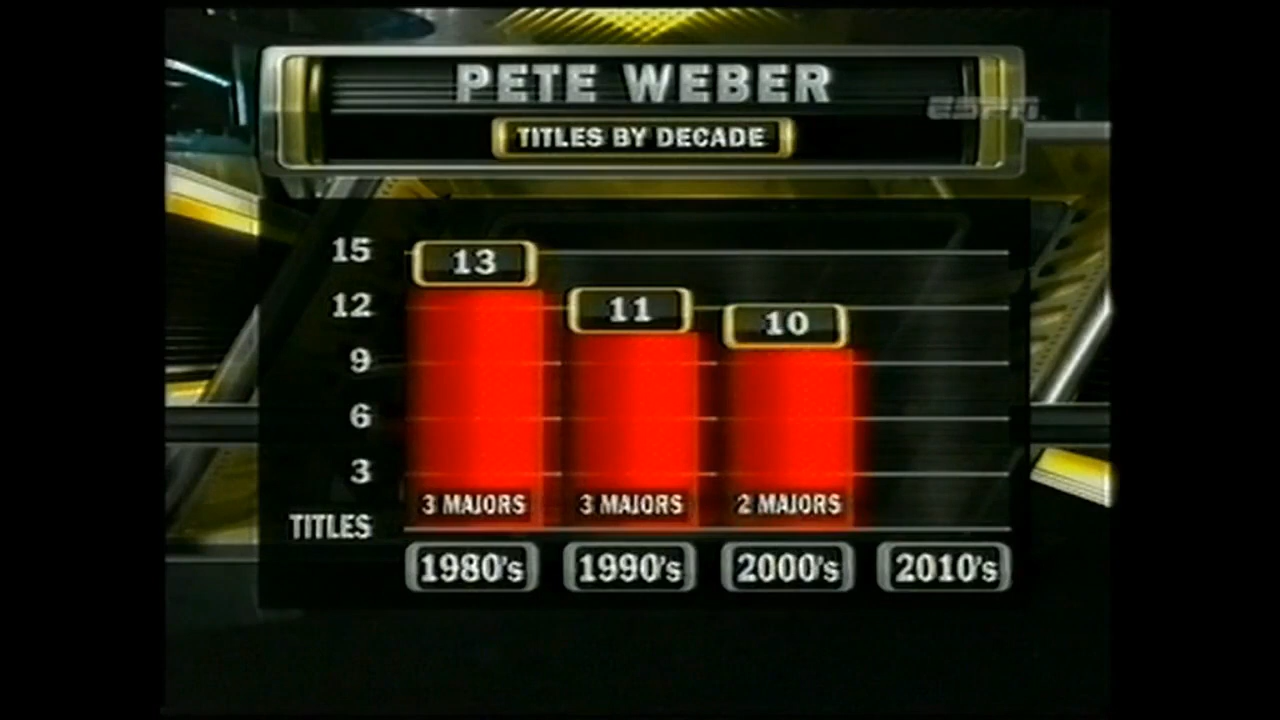 PETE WEBER
ESPN
TITLES BY DECADE
15
13
12
11
10
9
6
3
3 MAJORS
3 MAJORS
2 MAJORS
TITLES
1980's
1990's
2000's
2010's